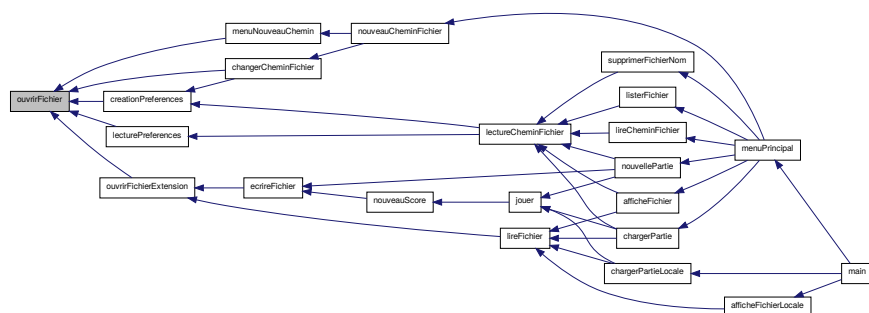 ouvrirFichier
menuNouveauChemin
changerCheminFichier
creationPreferences
lecturePreferences
ouvrirFichierExtension
nouveauCheminFichier
ecrireFichier
nouveauScore
lectureCheminFichier
jouer
lireFichier
supprimerFichierNom
listerFichier
lireCheminFichier
nouvellePartie
afficheFichier
chargerPartie
chargerPartieLocale
menuPrincipal
afficheFichierLocale
main